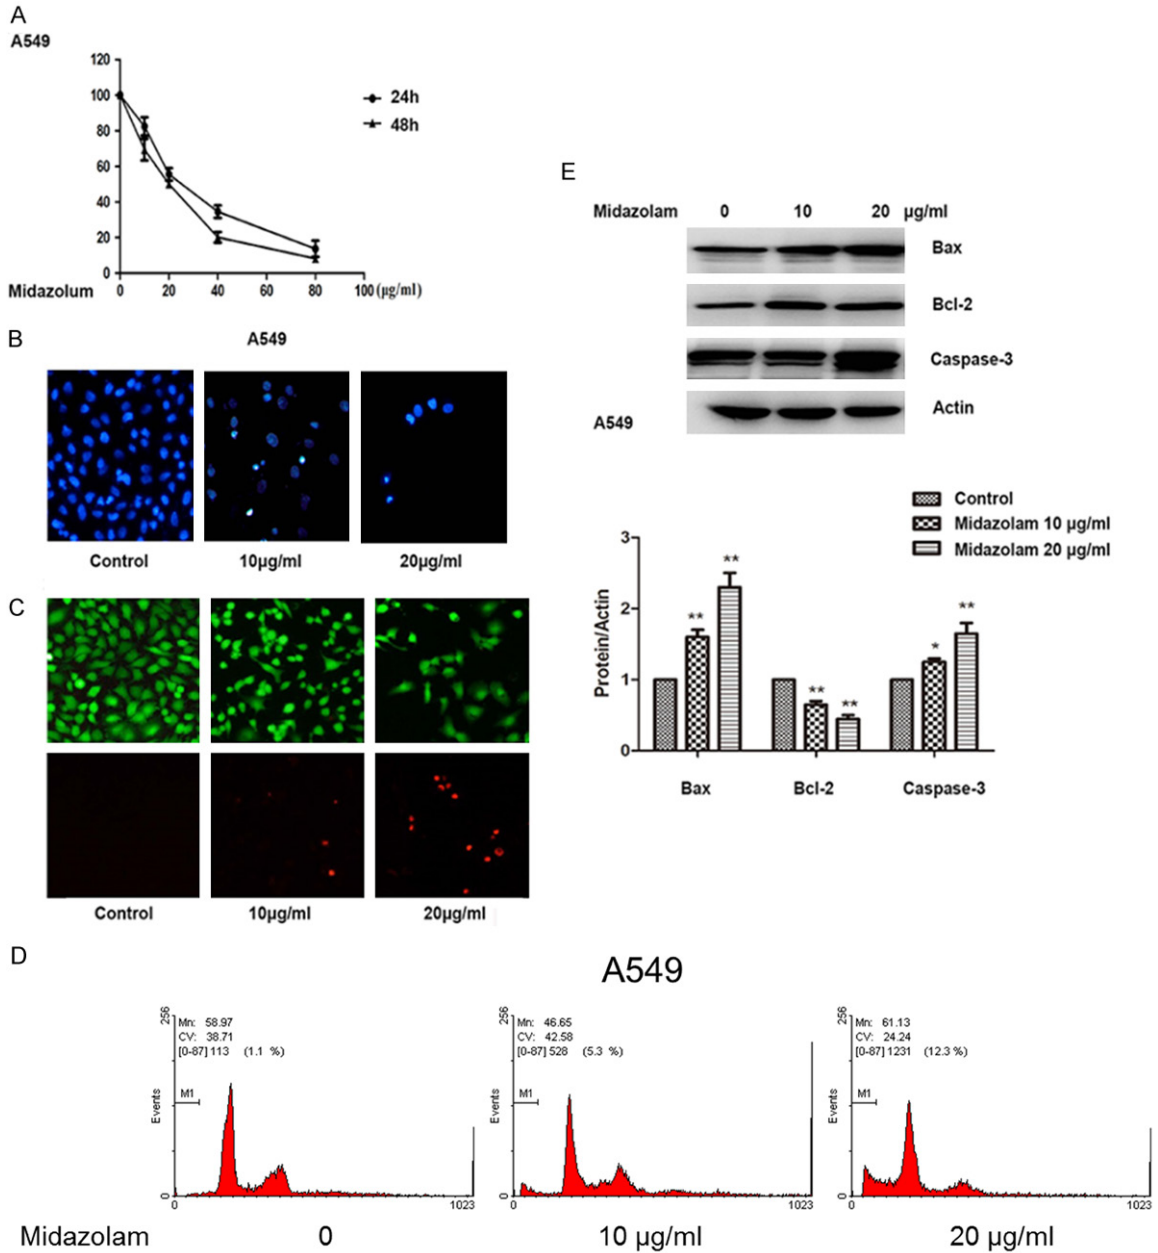 A
A549
120
100
80
60
40
20
0
24h
48h
Midazolum 0 20 40 60 80 100 (µg/ml)
B
A549
Control 10µg/ml 20µg/ml
C
Control 10µg/ml 20µg/ml
E
Midazolam 0 10 20 µg/ml
Bax
Bcl-2
Caspase-3
Actin
A549
Control
Midazolam 10 µg/ml
Midazolam 20 µg/ml
Protein/Actin
3
2
1
0
** ** ** ** * **
Bax Bcl-2 Caspase-3
D
A549
256
Mn: 58.97
CV: 38.71
[0-87] 113 (1.1 %)
M1
Events
0
0 1023
256
Mn: 46.65
CV: 42.58
[0-87] 528 (5.3 %)
M1
Events
0
0 1023
256
Mn: 61.13
CV: 24.24
[0-87] 1231 (12.3 %)
M1
Events
0
0 1023
Midazolam 0 10 µg/ml 20 µg/ml